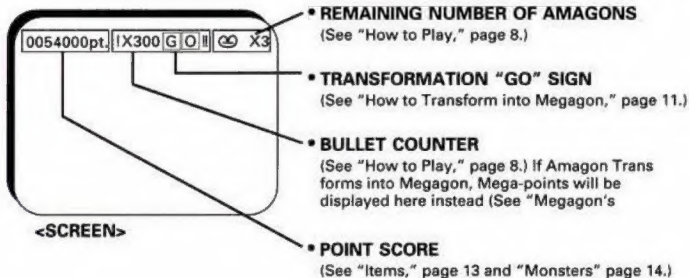 0054000pt. !X300 G O !! X3
<SCREEN>
• REMAINING NUMBER OF AMAGONS
(See "How to Play," page 8.)
• TRANSFORMATION "GO" SIGN
(See "How to Transform into Megagon," page 11.)
• BULLET COUNTER
(See "How to Play," page 8.) If Amagon Trans
forms into Megagon, Mega-points will be
displayed here instead (See "Megagon's
• POINT SCORE
(See "Items," page 13 and "Monsters" page 14.)